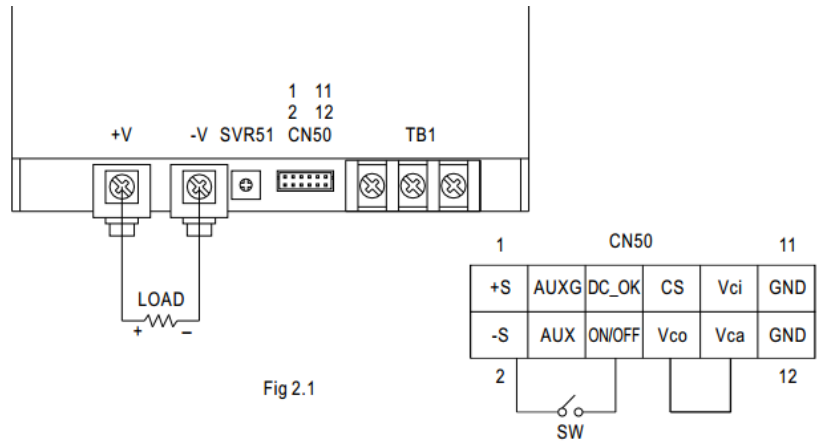 1 11
2 12
+V -V SVR51 CN50 TB1
LOAD
+ −
Fig 2.1
1 CN50 11
+S AUXG DC_OK CS Vci GND
-S AUX ON/OFF Vco Vca GND
2 12
SW